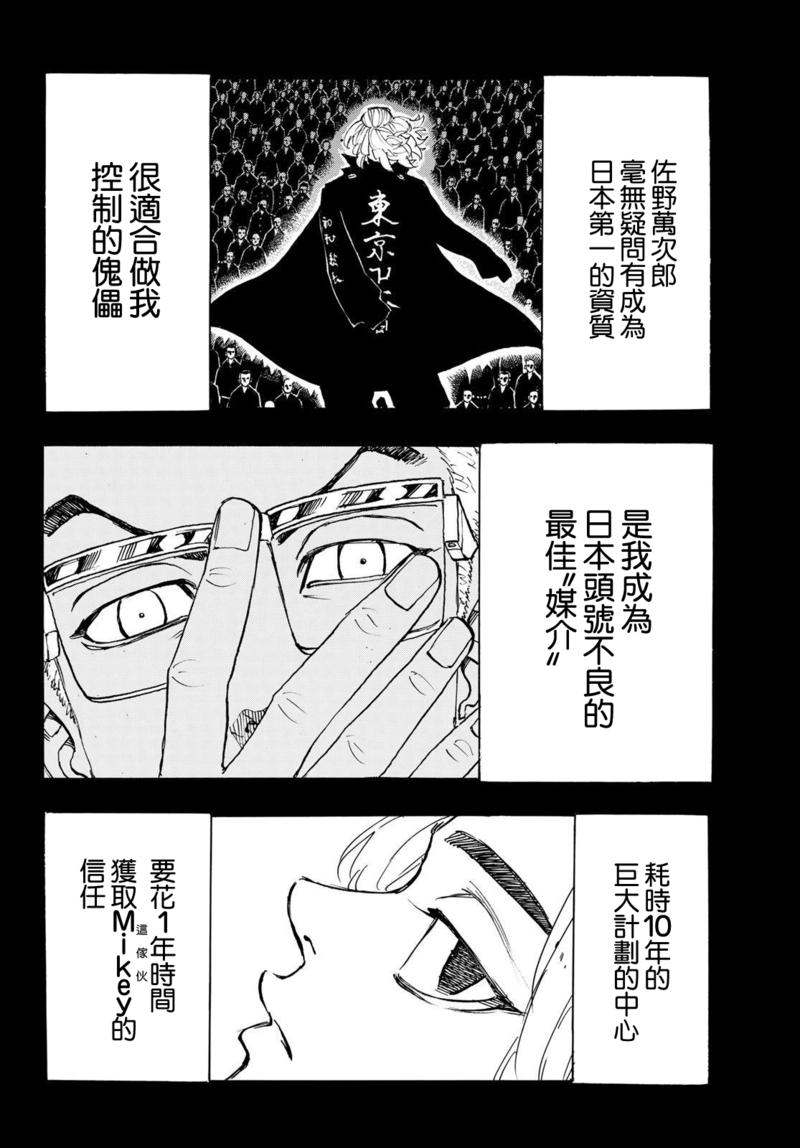 佐野萬次郎
毫無疑問有成為
日本第一的資質
東京卍會
很適合做我
控制的傀儡
是我成為
日本頭號不良的
最佳〝媒介〞
耗時10年的
巨大計劃的中心
要花1年時間
獲取Mikey的
這傢伙
信任